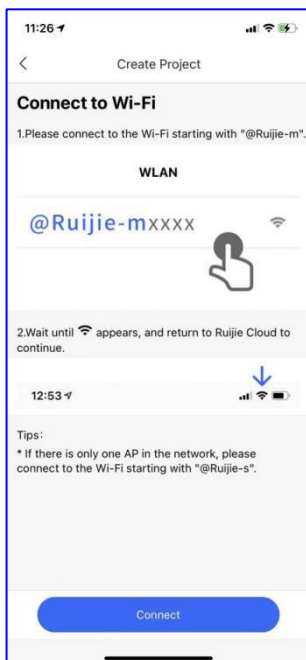 11:26
Create Project
Connect to Wi-Fi
1.Please connect to the Wi-Fi starting with "@Ruijie-m".
WLAN
@Ruijie-mxxxx
2.Wait until appears, and return to Ruijie Cloud to
continue.
12:53
Tips:
* If there is only one AP in the network, please
connect to the Wi-Fi starting with "@Ruijie-s".
Connect